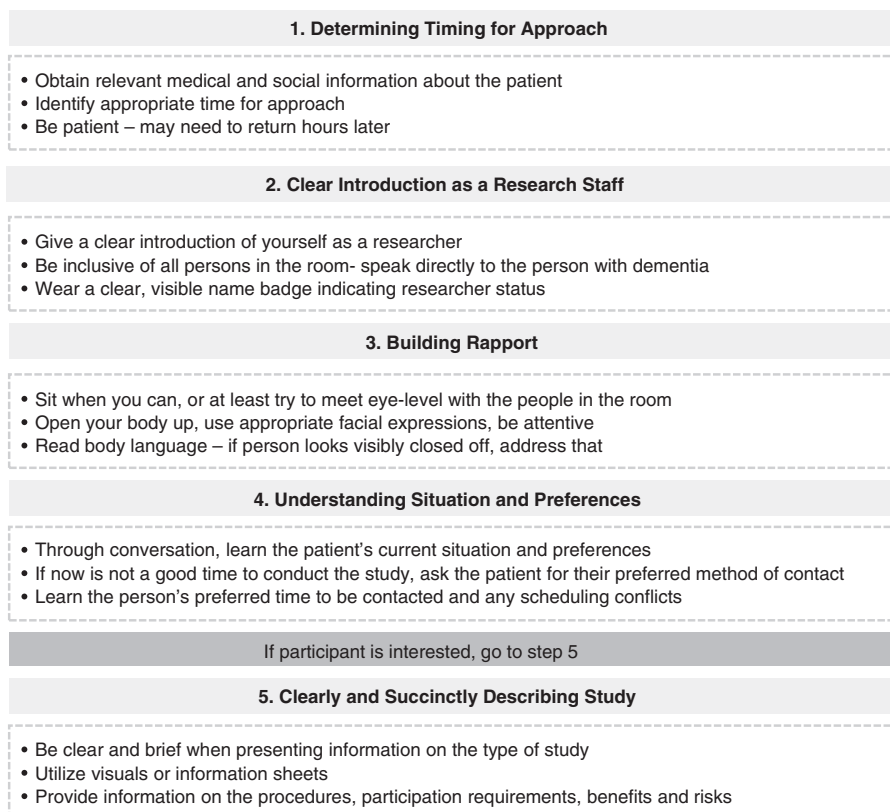 1. Determining Timing for Approach
• Obtain relevant medical and social information about the patient
• Identify appropriate time for approach
• Be patient – may need to return hours later
2. Clear Introduction as a Research Staff
• Give a clear introduction of yourself as a researcher
• Be inclusive of all persons in the room- speak directly to the person with dementia
• Wear a clear, visible name badge indicating researcher status
3. Building Rapport
• Sit when you can, or at least try to meet eye-level with the people in the room
• Open your body up, use appropriate facial expressions, be attentive
• Read body language – if person looks visibly closed off, address that
4. Understanding Situation and Preferences
• Through conversation, learn the patient’s current situation and preferences
• If now is not a good time to conduct the study, ask the patient for their preferred method of contact
• Learn the person’s preferred time to be contacted and any scheduling conflicts
If participant is interested, go to step 5
5. Clearly and Succinctly Describing Study
• Be clear and brief when presenting information on the type of study
• Utilize visuals or information sheets
• Provide information on the procedures, participation requirements, benefits and risks